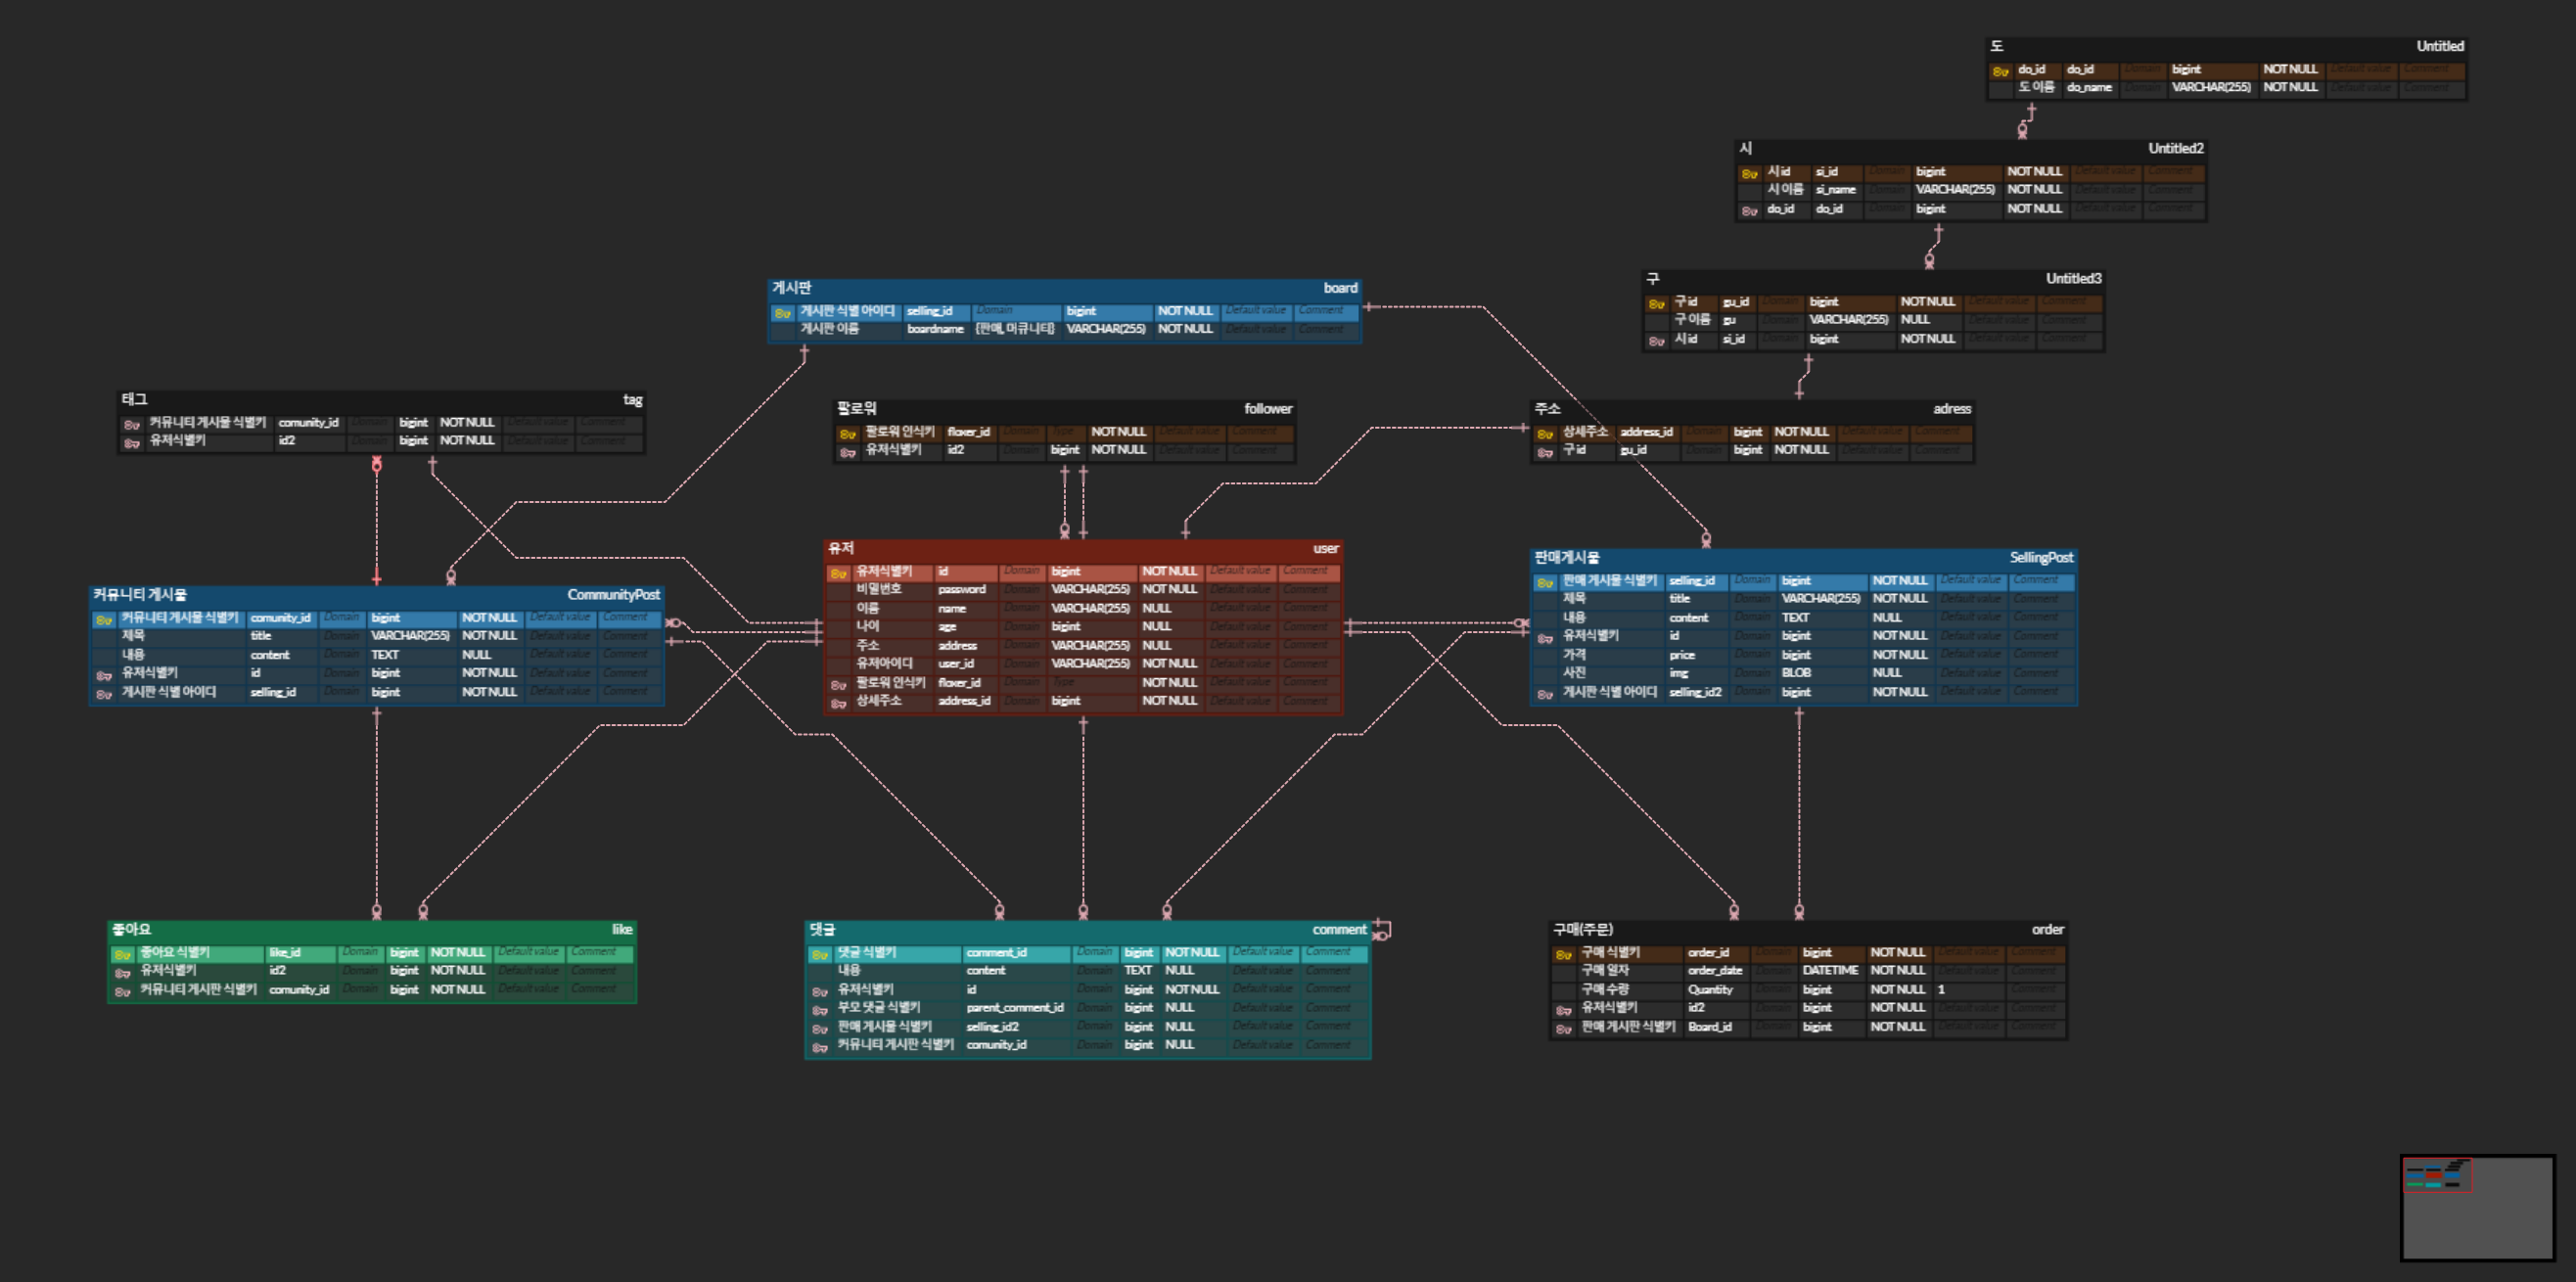 도 Untitled
do_id do_id Domain bigint NOT NULL Default value Comment
도 이름 do_name Domain VARCHAR(255) NOT NULL Default value Comment
시 Untitled2
시 id si_id Domain bigint NOT NULL Default value Comment
시 이름 si_name Domain VARCHAR(255) NOT NULL Default value Comment
do_id do_id Domain bigint NOT NULL Default value Comment
구 Untitled3
구 id gu_id Domain bigint NOT NULL Default value Comment
구 이름 gu Domain VARCHAR(255) NULL Default value Comment
시 id si_id Domain bigint NOT NULL Default value Comment
게시판 board
게시판 식별 아이디 selling_id Domain bigint NOT NULL Default value Comment
게시판 이름 boardname {판매, 머큐니티} VARCHAR(255) NOT NULL Default value Comment
태그 tag
커뮤니티 게시물 식별키 comunity_id Domain bigint NOT NULL Default value Comment
유저식별키 id2 Domain bigint NOT NULL Default value Comment
팔로워 follower
팔로워 인식키 floxer_id Domain Type NOT NULL Default value Comment
유저식별키 id2 Domain bigint NOT NULL Default value Comment
주소 adress
상세주소 address_id Domain bigint NOT NULL Default value Comment
구 id gu_id Domain bigint NOT NULL Default value Comment
커뮤니티 게시물 CommunityPost
커뮤니티 게시물 식별키 comunity_id Domain bigint NOT NULL Default value Comment
제목 title Domain VARCHAR(255) NOT NULL Default value Comment
내용 content Domain TEXT NULL Default value Comment
유저식별키 id Domain bigint NOT NULL Default value Comment
게시판 식별 아이디 selling_id Domain bigint NOT NULL Default value Comment
유저 user
유저식별키 id Domain bigint NOT NULL Default value Comment
비밀번호 password Domain VARCHAR(255) NOT NULL Default value Comment
이름 name Domain VARCHAR(255) NULL Default value Comment
나이 age Domain bigint NULL Default value Comment
주소 address Domain VARCHAR(255) NULL Default value Comment
유저아이디 user_id Domain VARCHAR(255) NOT NULL Default value Comment
팔로워 인식키 floxer_id Domain Type NOT NULL Default value Comment
상세주소 address_id Domain bigint NOT NULL Default value Comment
판매게시물 SellingPost
판매 게시물 식별키 selling_id Domain bigint NOT NULL Default value Comment
제목 title Domain VARCHAR(255) NOT NULL Default value Comment
내용 content Domain TEXT NULL Default value Comment
유저식별키 id Domain bigint NOT NULL Default value Comment
가격 price Domain bigint NOT NULL Default value Comment
사진 img Domain BLOB NULL Default value Comment
게시판 식별 아이디 selling_id2 Domain bigint NOT NULL Default value Comment
좋아요 like
좋아요 식별키 like_id Domain bigint NOT NULL Default value Comment
유저식별키 id2 Domain bigint NOT NULL Default value Comment
커뮤니티 게시판 식별키 comunity_id Domain bigint NOT NULL Default value Comment
댓글 comment
댓글 식별키 comment_id Domain bigint NOT NULL Default value Comment
내용 content Domain TEXT NULL Default value Comment
유저식별키 id Domain bigint NOT NULL Default value Comment
부모 댓글 식별키 parent_comment_id Domain bigint NULL Default value Comment
판매 게시물 식별키 selling_id2 Domain bigint NULL Default value Comment
커뮤니티 게시판 식별키 comunity_id Domain bigint NULL Default value Comment
구매(주문) order
구매 식별키 order_id Domain bigint NOT NULL Default value Comment
구매 일자 order_date Domain DATETIME NOT NULL Default value Comment
구매 수량 Quantity Domain bigint NOT NULL 1 Comment
유저식별키 id2 Domain bigint NOT NULL Default value Comment
판매 게시판 식별키 Board_id Domain bigint NOT NULL Default value Comment